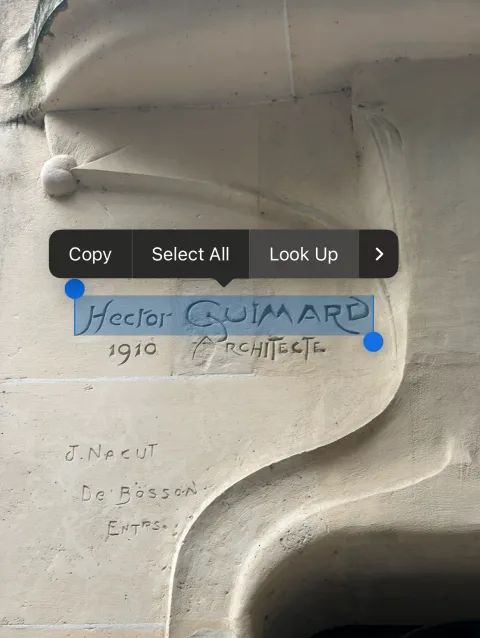 Copy Select All Look Up
Hector GUIMARD
1910 ARCHITECTE
J. NACUT
De BOSSON
ENTRS.